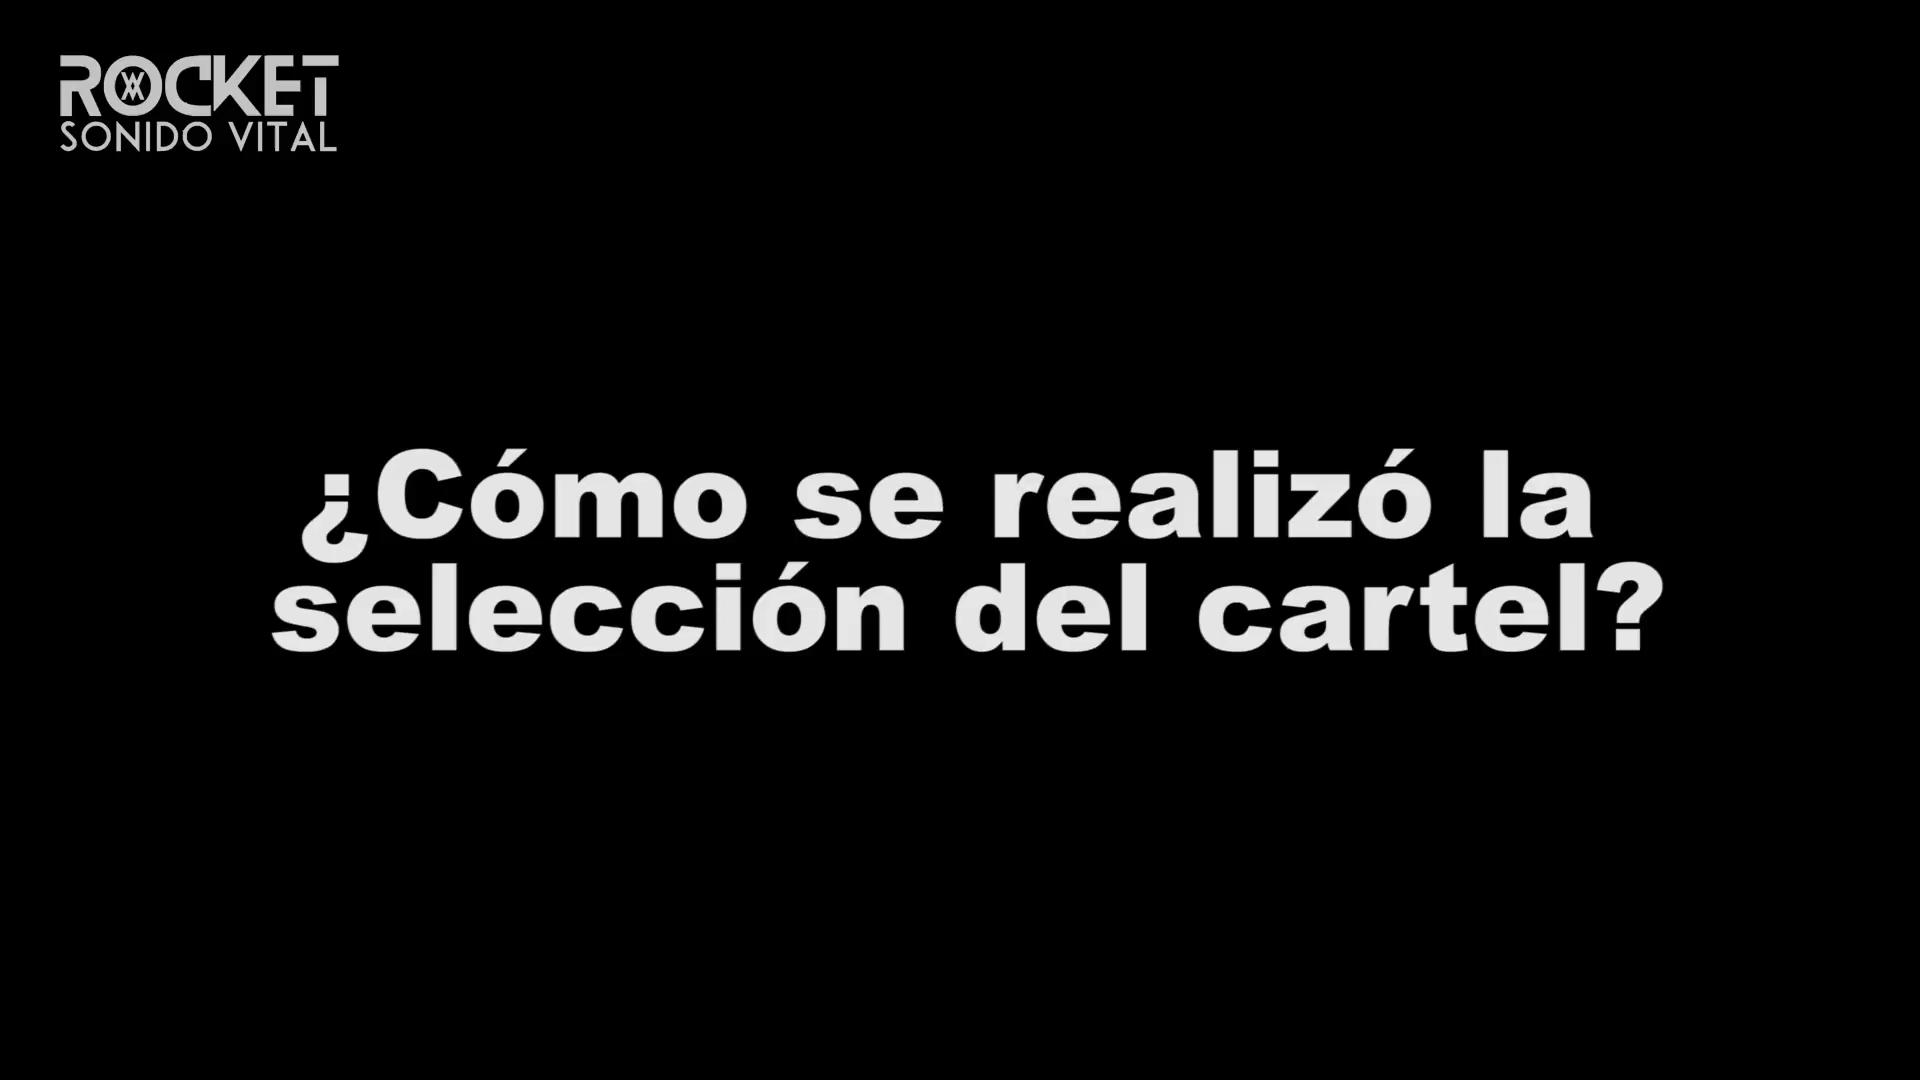 ROCKET
SONIDO VITAL
¿Cómo se realizó la
selección del cartel?